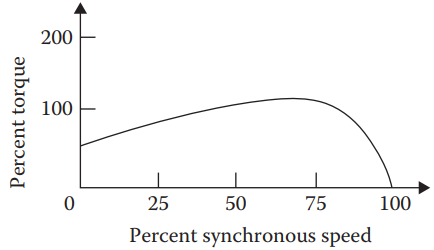 Percent torque
200
100
0 25 50 75 100
Percent synchronous speed